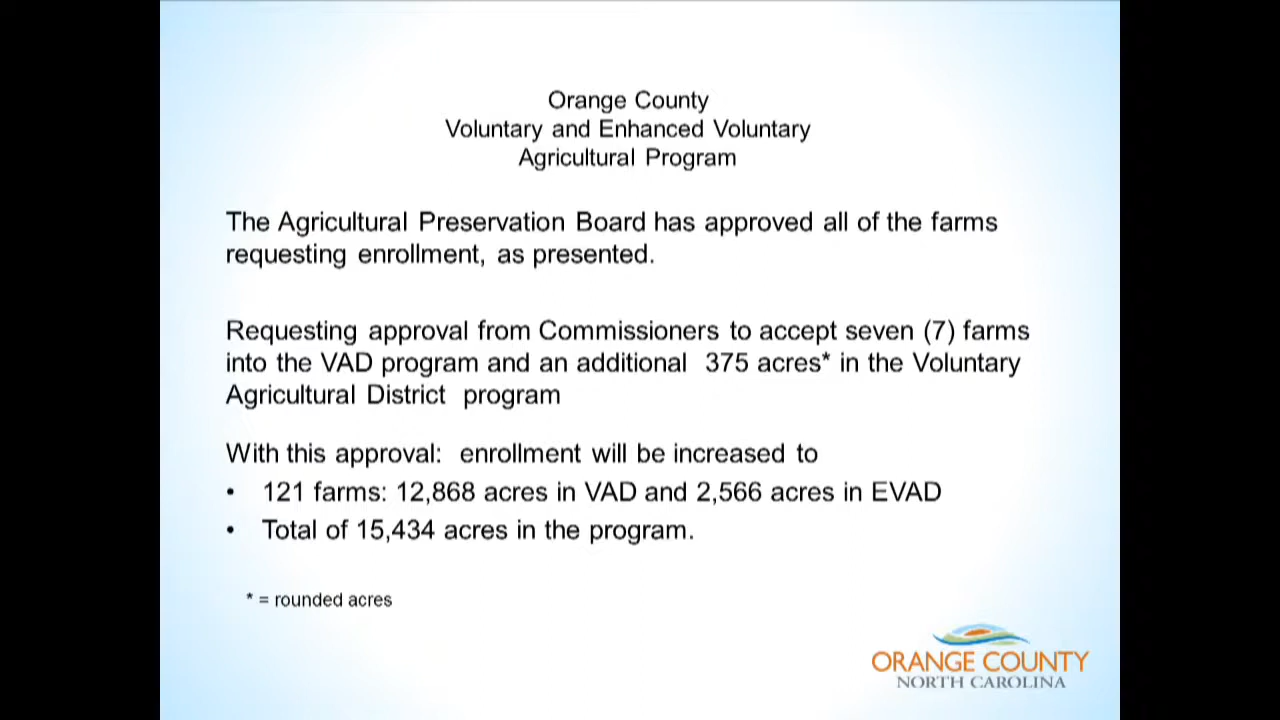 Orange County
Voluntary and Enhanced Voluntary
Agricultural Program
The Agricultural Preservation Board has approved all of the farms
requesting enrollment, as presented.
Requesting approval from Commissioners to accept seven (7) farms
into the VAD program and an additional 375 acres* in the Voluntary
Agricultural District program
With this approval: enrollment will be increased to
• 121 farms: 12,868 acres in VAD and 2,566 acres in EVAD
• Total of 15,434 acres in the program.
* = rounded acres
ORANGE COUNTY
NORTH CAROLINA